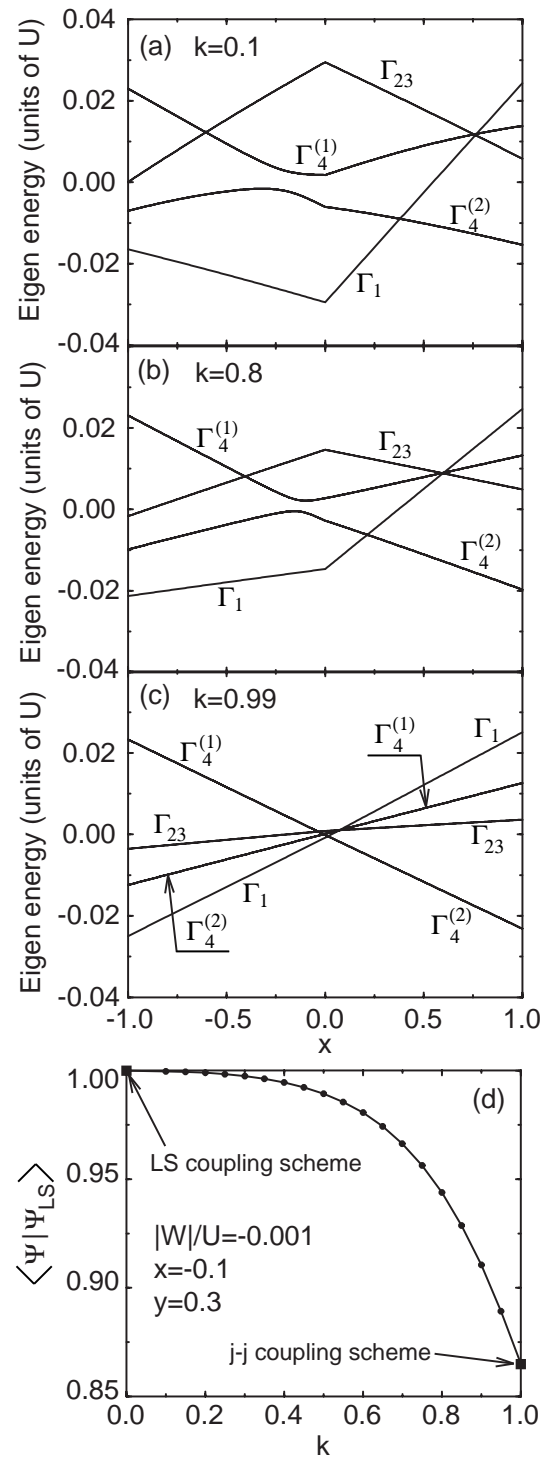 (a) k=0.1
Γ23
Γ4(1)
Γ4(2)
Γ1
0.04
0.02
0.00
-0.02
-0.04
Eigen energy (units of U)
(b) k=0.8
Γ4(1)
Γ23
Γ4(2)
Γ1
0.02
0.00
-0.02
-0.04
Eigen energy (units of U)
(c) k=0.99
Γ4(1)
Γ4(1)
Γ1
Γ23
Γ23
Γ1
Γ4(2)
Γ4(2)
0.02
0.00
-0.02
-0.04
Eigen energy (units of U)
-1.0 -0.5 0.0 0.5 1.0
x
(d)
1.00
0.95
0.90
0.85
⟨Ψ|Ψ_LS⟩
LS coupling scheme
|W|/U=-0.001
x=-0.1
y=0.3
j-j coupling scheme
0.0 0.2 0.4 0.6 0.8 1.0
k